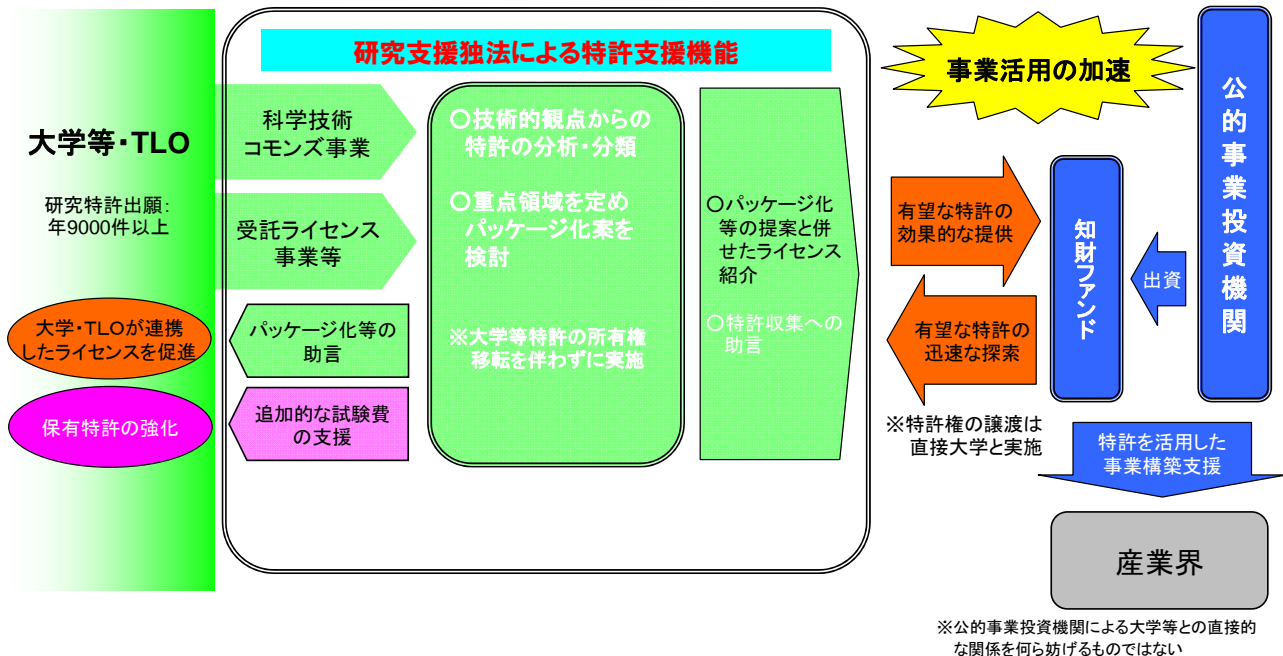 研究支援独法による特許支援機能
大学等・TLO
研究特許出願：
年9000件以上
大学・TLOが連携
したライセンスを促進
保有特許の強化
科学技術
コモンズ事業
受託ライセンス
事業等
パッケージ化等の
助言
追加的な試験費
の支援
○技術的観点からの
特許の分析・分類
○重点領域を定め
パッケージ化案を
検討
※大学等特許の所有権
移転を伴わずに実施
○パッケージ化
等の提案と併
せたライセンス
紹介
○特許収集への
助言
事業活用の加速
有望な特許の
効果的な提供
有望な特許の
迅速な探索
※特許権の譲渡は
直接大学と実施
知財ファンド
出資
公的事業投資機関
特許を活用した
事業構築支援
産業界
※公的事業投資機関による大学等との直接的
な関係を何ら妨げるものではない